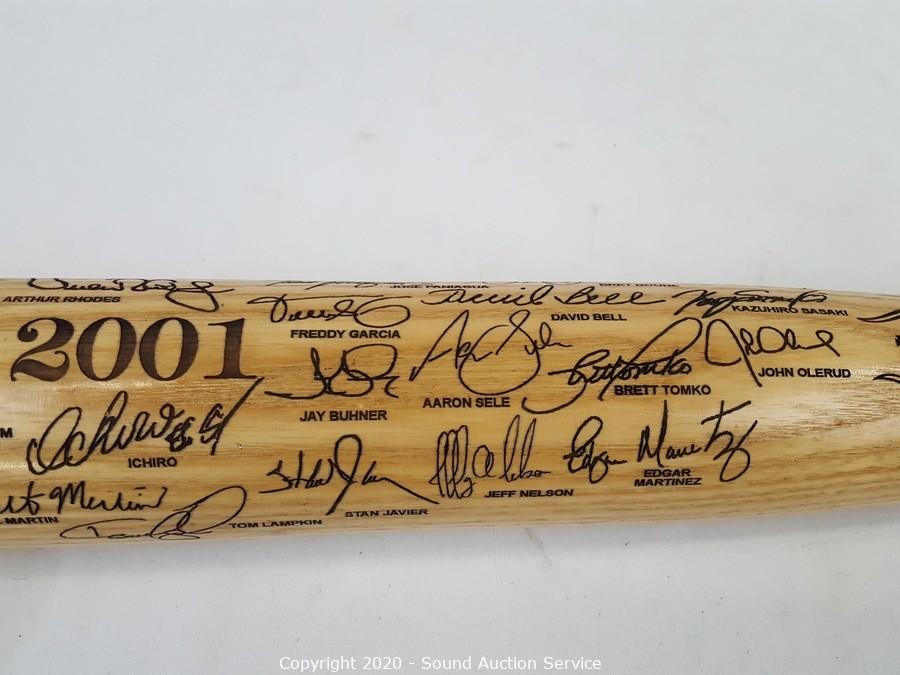 JOSE PANIAGUA
BRET BOONE
ARTHUR RHODES
DAVID BELL
KAZUHIRO SASAKI
2001
FREDDY GARCIA
JOHN OLERUD
JAY BUHNER
AARON SELE
BRETT TOMKO
M
ICHIRO
EDGAR
MARTINEZ
JEFF NELSON
MARTIN
TOM LAMPKIN
STAN JAVIER
Copyright 2020 - Sound Auction Service